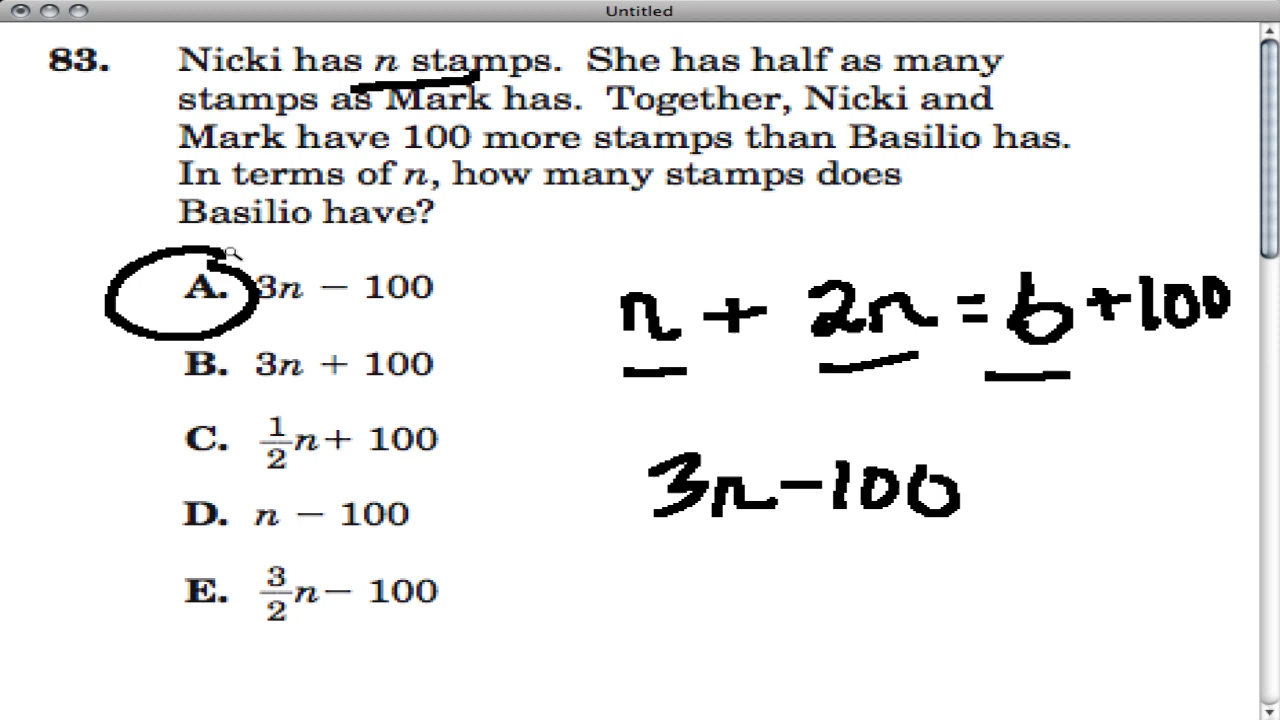 Untitled
83. Nicki has n stamps. She has half as many
stamps as Mark has. Together, Nicki and
Mark have 100 more stamps than Basilio has.
In terms of n, how many stamps does
Basilio have?
A. 3n − 100
B. 3n + 100
C. 1/2 n + 100
D. n − 100
E. 3/2 n − 100
n + 2n = b + 100
3n − 100